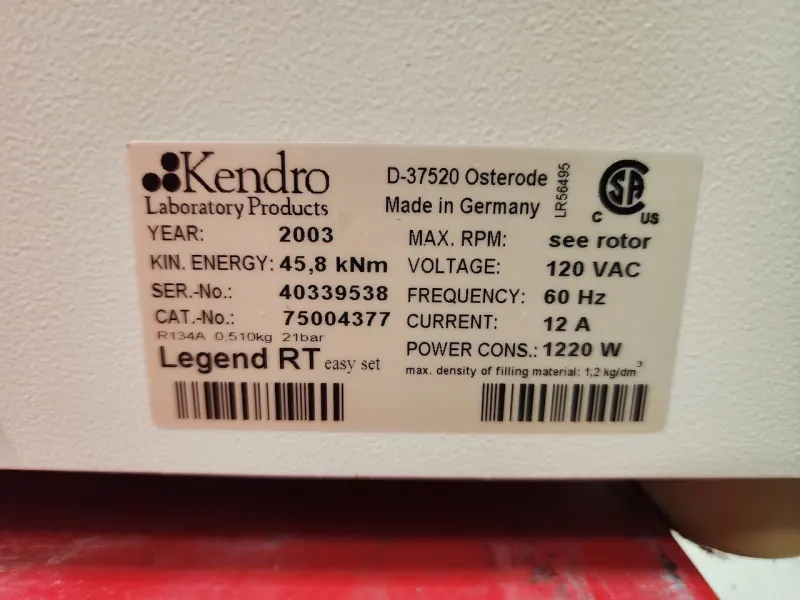 Kendro
Laboratory Products
D-37520 Osterode
Made in Germany
LR56495
C SA US
YEAR: 2003
KIN. ENERGY: 45,8 kNm
SER.-No.: 40339538
CAT.-No.: 75004377
R134A 0,510kg 21bar
Legend RT easy set
MAX. RPM: see rotor
VOLTAGE: 120 VAC
FREQUENCY: 60 Hz
CURRENT: 12 A
POWER CONS.: 1220 W
max. density of filling material: 1,2 kg/dm³